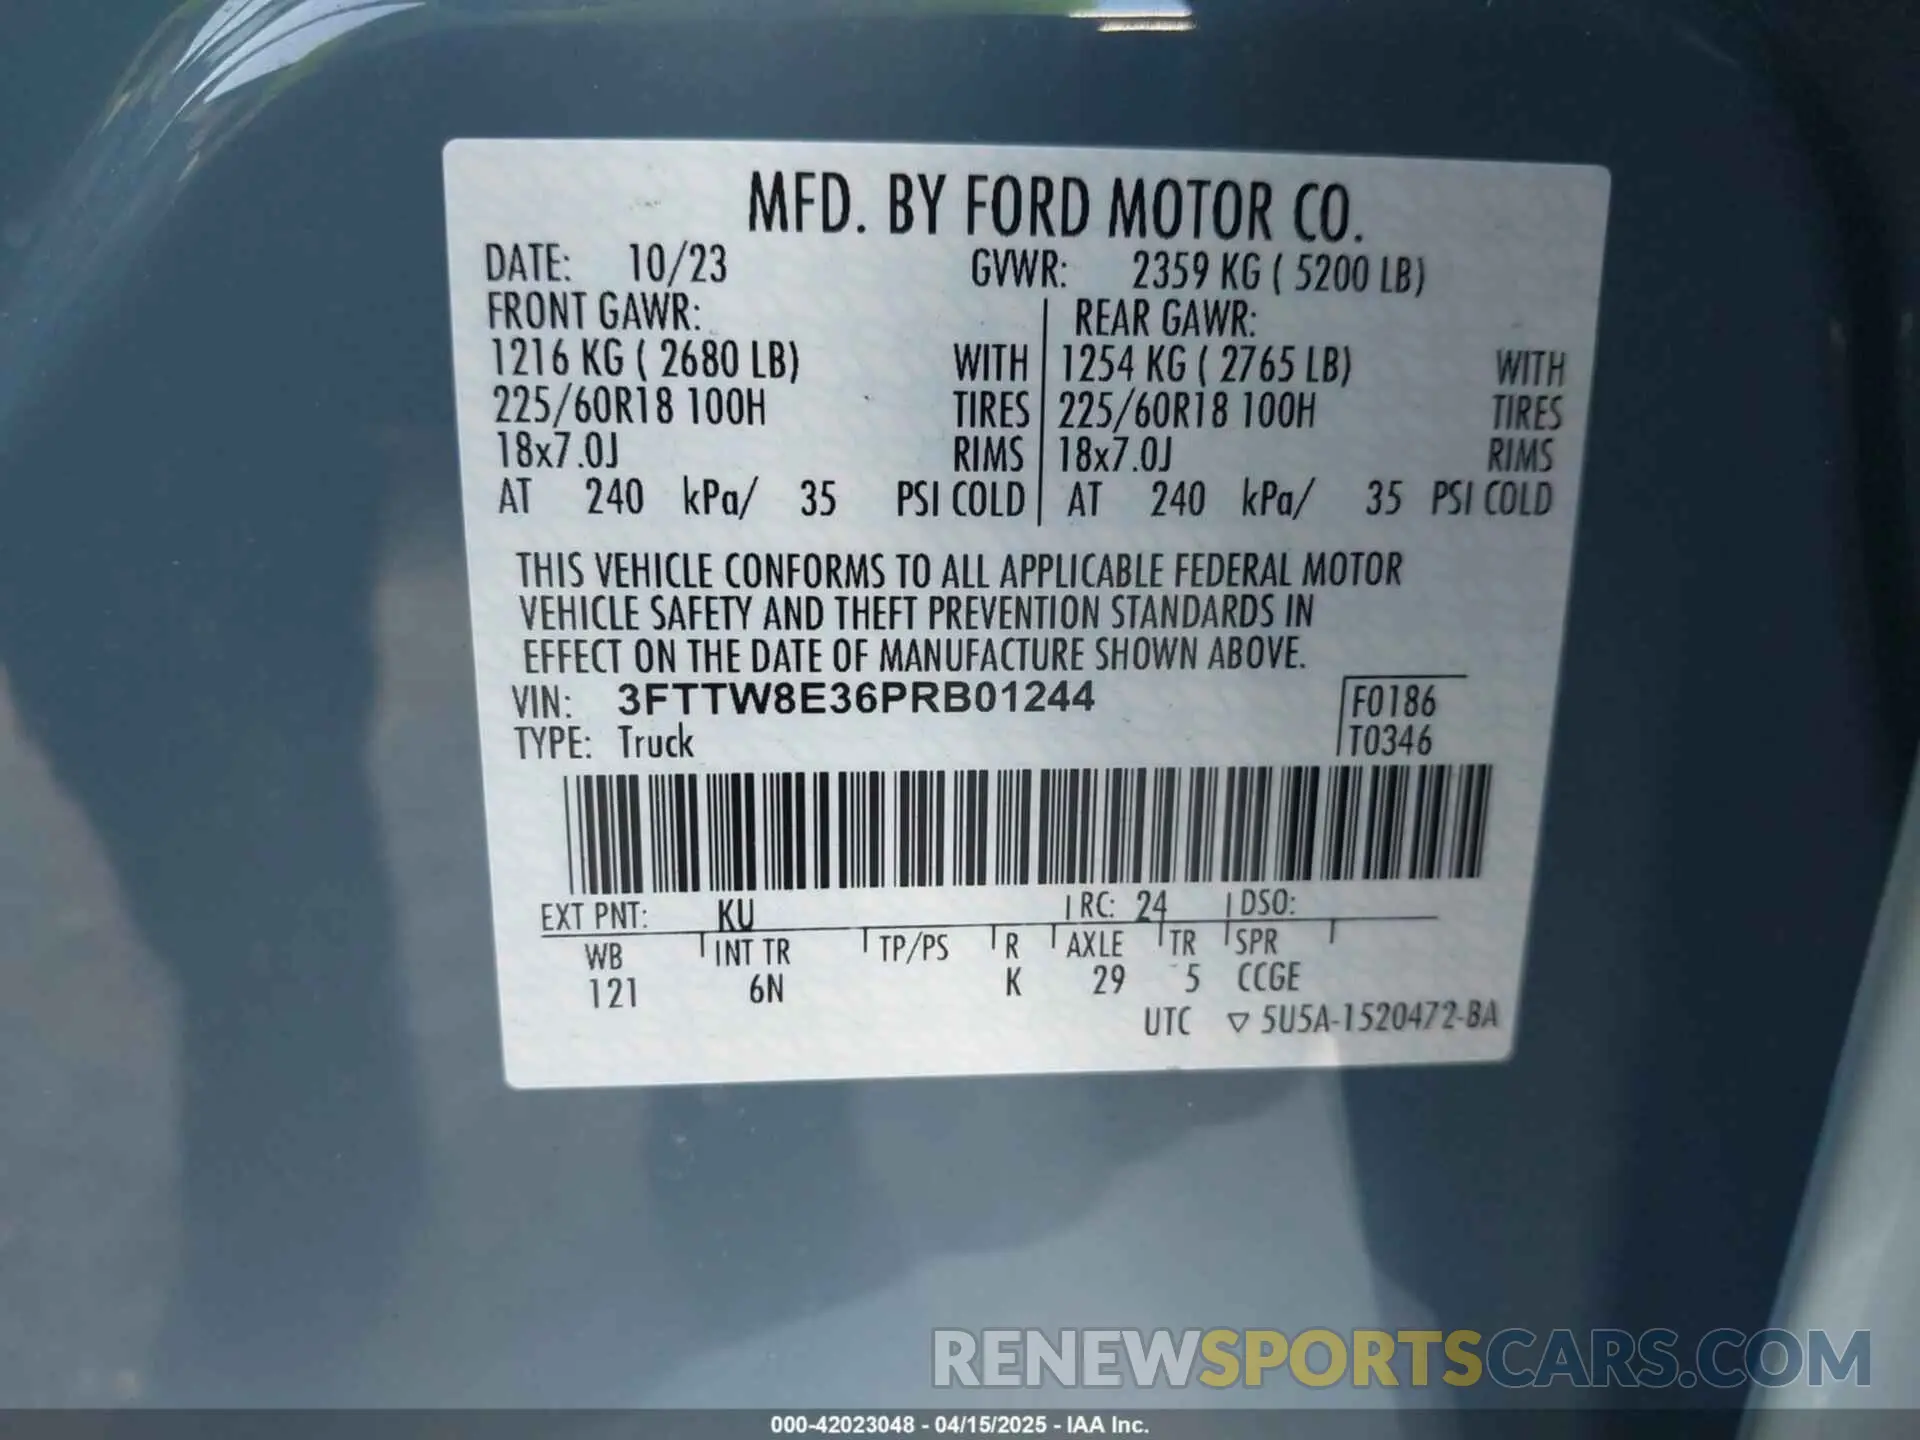 MFD. BY FORD MOTOR CO.
DATE: 10/23 GVWR: 2359 KG ( 5200 LB)
FRONT GAWR: REAR GAWR:
1216 KG ( 2680 LB) WITH 1254 KG ( 2765 LB) WITH
225/60R18 100H TIRES 225/60R18 100H TIRES
18x7.0J RIMS 18x7.0J RIMS
AT 240 kPa/ 35 PSI COLD AT 240 kPa/ 35 PSI COLD
THIS VEHICLE CONFORMS TO ALL APPLICABLE FEDERAL MOTOR
VEHICLE SAFETY AND THEFT PREVENTION STANDARDS IN
EFFECT ON THE DATE OF MANUFACTURE SHOWN ABOVE.
VIN: 3FTTW8E36PRB01244 F0186
TYPE: Truck T0346
EXT PNT: KU RC: 24 DSO:
WB INT TR TP/PS R AXLE TR SPR
121 6N K 29 5 CCGE
UTC ▽ 5U5A-1520472-BA
RENEWSPORTSCARS.COM
000-42023048 - 04/15/2025 - IAA Inc.